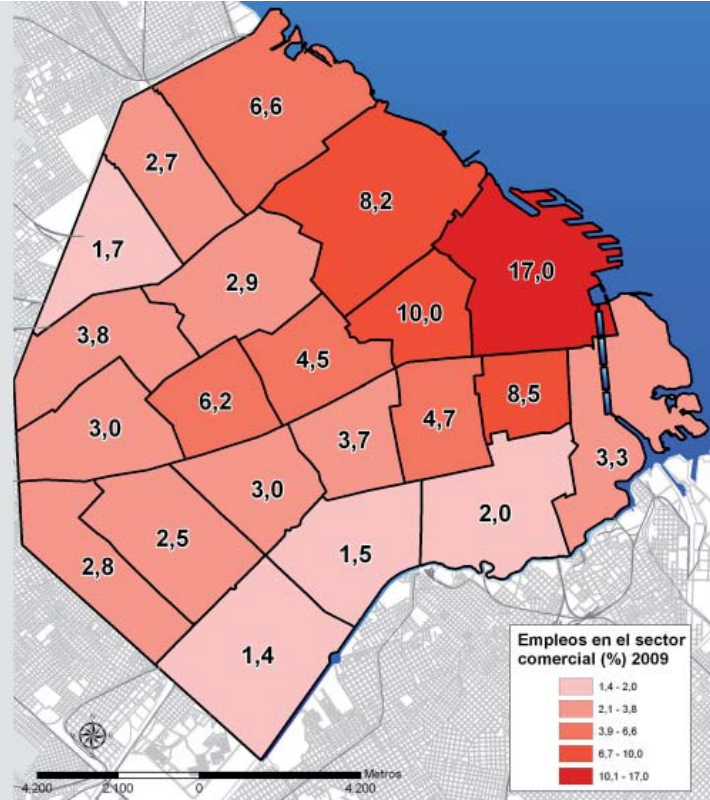 6,6
2,7
8,2
1,7
17,0
2,9
10,0
3,8
4,5
6,2
8,5
4,7
3,0
3,7
3,3
3,0
2,0
2,5
1,5
2,8
1,4
Empleos en el sector
comercial (%) 2009
1,4 - 2,0
2,1 - 3,8
3,9 - 6,6
6,7 - 10,0
10,1 - 17,0
Metros
4.200 2.100 0 4.200